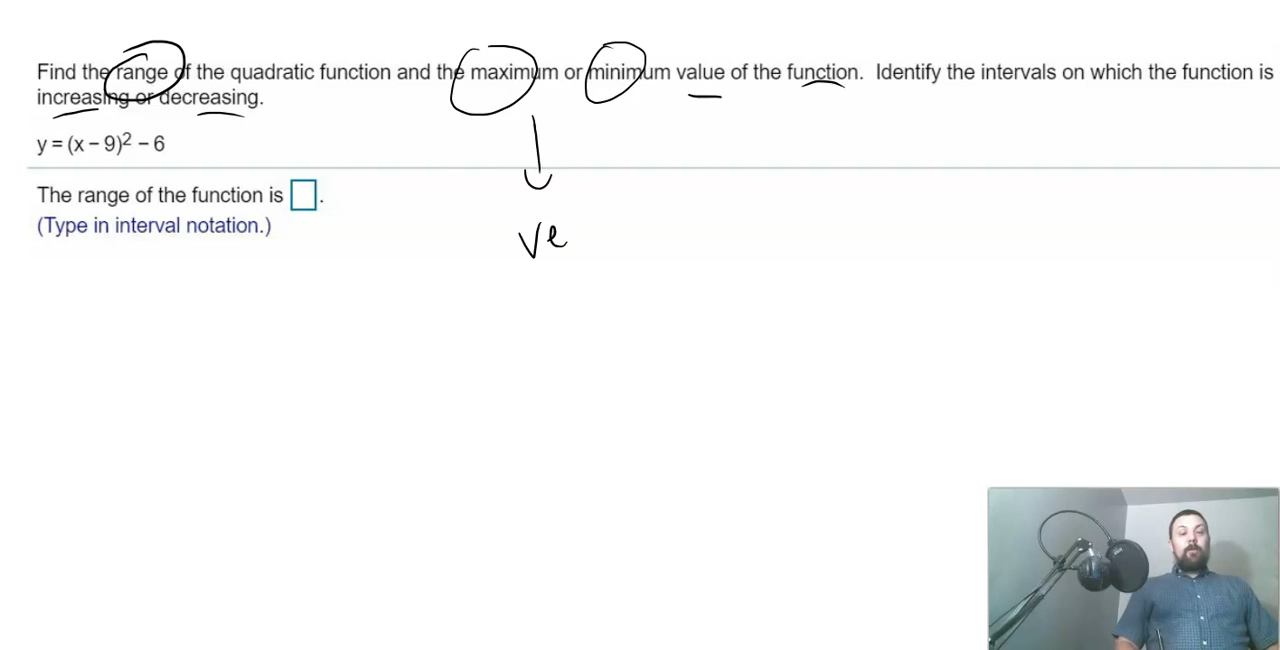 Find the range of the quadratic function and the maximum or minimum value of the function. Identify the intervals on which the function is
increasing or decreasing.
y = (x − 9)² − 6
The range of the function is .
(Type in interval notation.)
ve